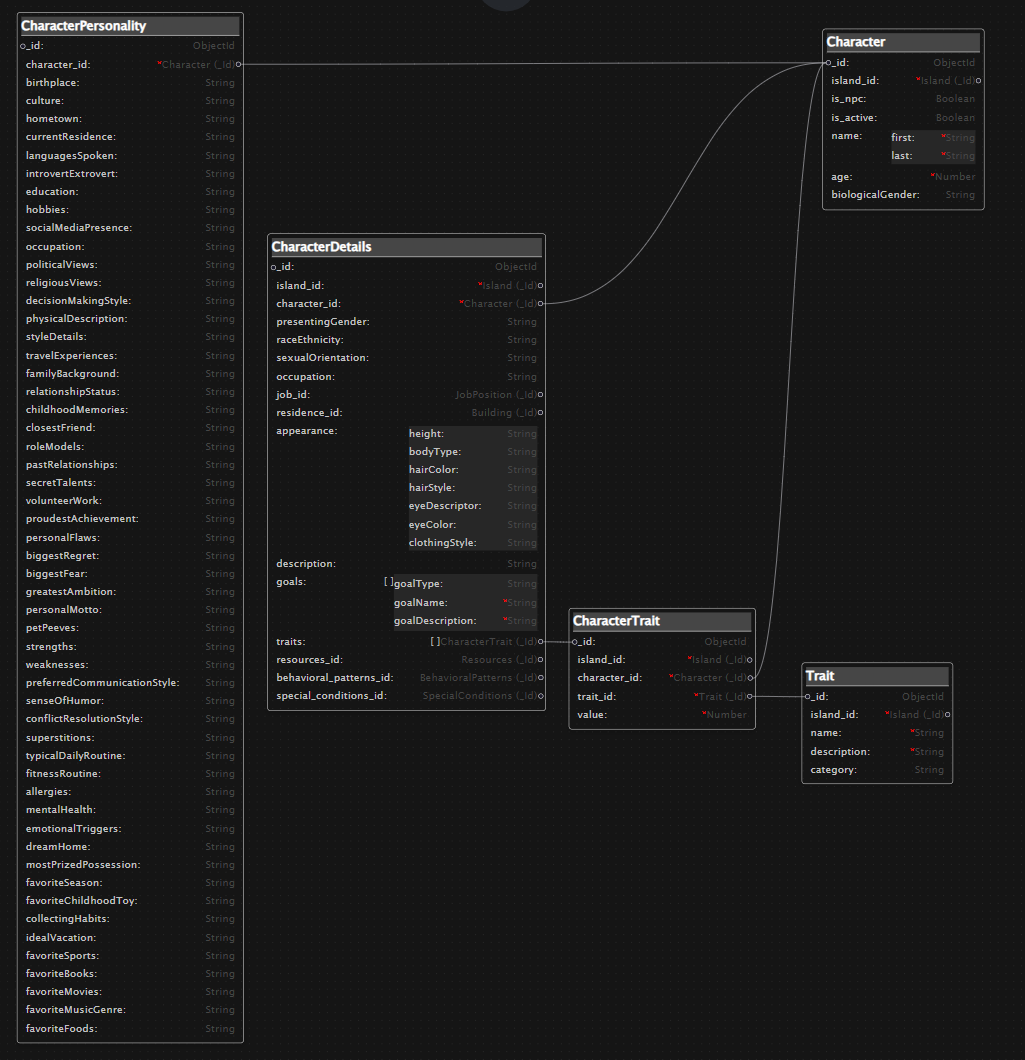 CharacterPersonality
_id: ObjectId
character_id: *Character (_id)
birthplace: String
culture: String
hometown: String
currentResidence: String
languagesSpoken: String
introvertExtrovert: String
education: String
hobbies: String
socialMediaPresence: String
occupation: String
politicalViews: String
religiousViews: String
decisionMakingStyle: String
physicalDescription: String
styleDetails: String
travelExperiences: String
familyBackground: String
relationshipStatus: String
childhoodMemories: String
closestFriend: String
roleModels: String
pastRelationships: String
secretTalents: String
volunteerWork: String
proudestAchievement: String
personalFlaws: String
biggestRegret: String
biggestFear: String
greatestAmbition: String
personalMotto: String
petPeeves: String
strengths: String
weaknesses: String
preferredCommunicationStyle: String
senseOfHumor: String
conflictResolutionStyle: String
superstitions: String
typicalDailyRoutine: String
fitnessRoutine: String
allergies: String
mentalHealth: String
emotionalTriggers: String
dreamHome: String
mostPrizedPossession: String
favoriteSeason: String
favoriteChildhoodToy: String
collectingHabits: String
idealVacation: String
favoriteSports: String
favoriteBooks: String
favoriteMovies: String
favoriteMusicGenre: String
favoriteFoods: String
CharacterDetails
_id: ObjectId
island_id: *Island (_id)
character_id: *Character (_id)
presentingGender: String
raceEthnicity: String
sexualOrientation: String
occupation: String
job_id: JobPosition (_id)
residence_id: Building (_id)
appearance: height: String
bodyType: String
hairColor: String
hairStyle: String
eyeDescriptor: String
eyeColor: String
clothingStyle: String
description: String
goals: [ ] goalType: String
goalName: *String
goalDescription: *String
traits: [ ] CharacterTrait (_id)
resources_id: Resources (_id)
behavioral_patterns_id: BehavioralPatterns (_id)
special_conditions_id: SpecialConditions (_id)
CharacterTrait
_id: ObjectId
island_id: *Island (_id)
character_id: *Character (_id)
trait_id: *Trait (_id)
value: *Number
Character
_id: ObjectId
island_id: *Island (_id)
is_npc: Boolean
is_active: Boolean
name: first: *String
last: *String
age: *Number
biologicalGender: String
Trait
_id: ObjectId
island_id: *Island (_id)
name: *String
description: *String
category: String